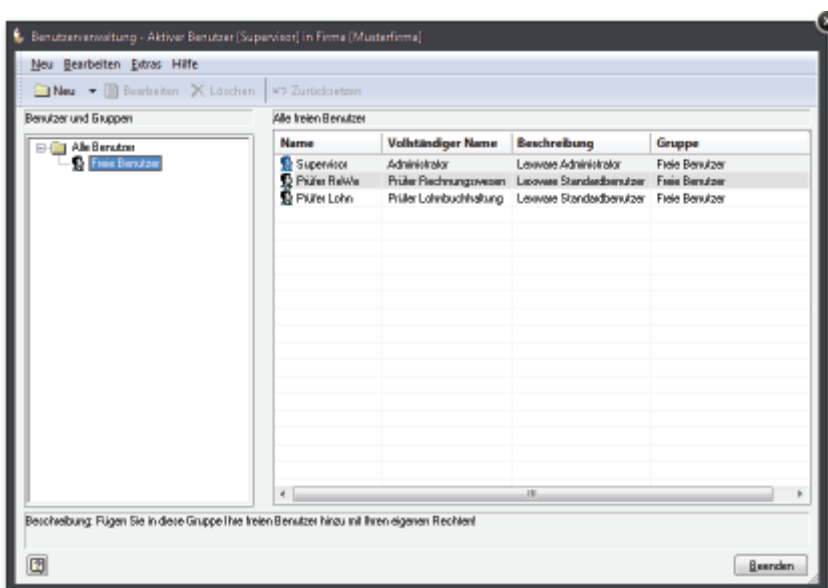 Benutzerverwaltung - Aktiver Benutzer [Supervisor] in Firma [Musterfirma]
Neu Bearbeiten Extras Hilfe
Neu Bearbeiten Löschen Zurücksetzen
Benutzer und Gruppen
Alle Benutzer
Freie Benutzer
Alle freien Benutzer
Name Vollständiger Name Beschreibung Gruppe
Supervisor Administrator Lexware Administrator Freie Benutzer
Prüfer ReWe Prüfer Rechnungswesen Lexware Standardbenutzer Freie Benutzer
Prüfer Lohn Prüfer Lohnbuchhaltung Lexware Standardbenutzer Freie Benutzer
Beschreibung: Fügen Sie in diese Gruppe Ihre freien Benutzer hinzu mit Ihren eigenen Rechten!
Beenden